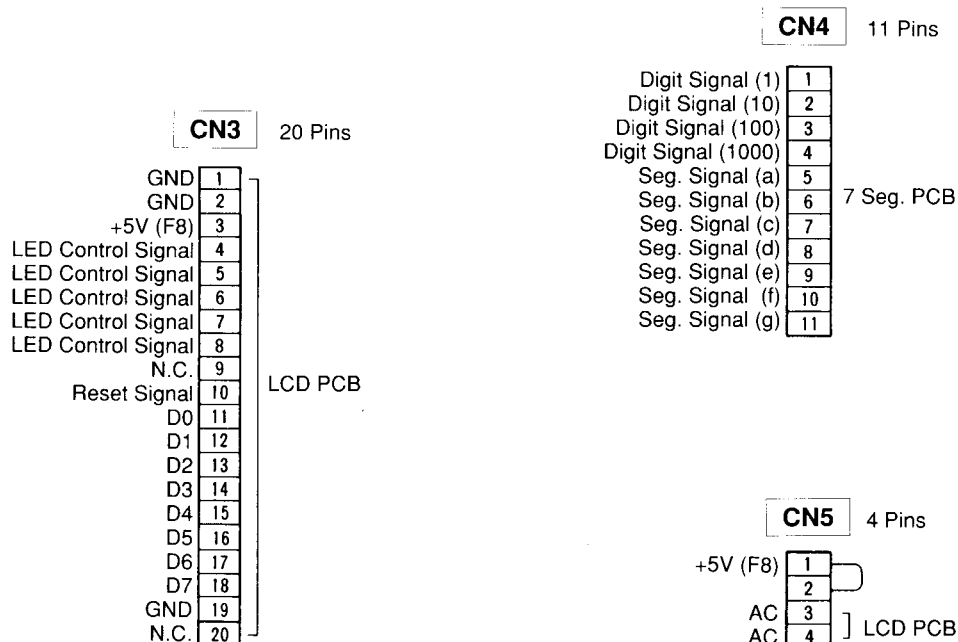 CN3 20 Pins
GND 1
GND 2
+5V (F8) 3
LED Control Signal 4
LED Control Signal 5
LED Control Signal 6
LED Control Signal 7
LED Control Signal 8
N.C. 9
Reset Signal 10
D0 11
D1 12
D2 13
D3 14
D4 15
D5 16
D6 17
D7 18
GND 19
N.C. 20
LCD PCB
CN4 11 Pins
Digit Signal (1) 1
Digit Signal (10) 2
Digit Signal (100) 3
Digit Signal (1000) 4
Seg. Signal (a) 5
Seg. Signal (b) 6
Seg. Signal (c) 7
Seg. Signal (d) 8
Seg. Signal (e) 9
Seg. Signal (f) 10
Seg. Signal (g) 11
7 Seg. PCB
CN5 4 Pins
+5V (F8) 1
2
AC 3
AC 4
LCD PCB